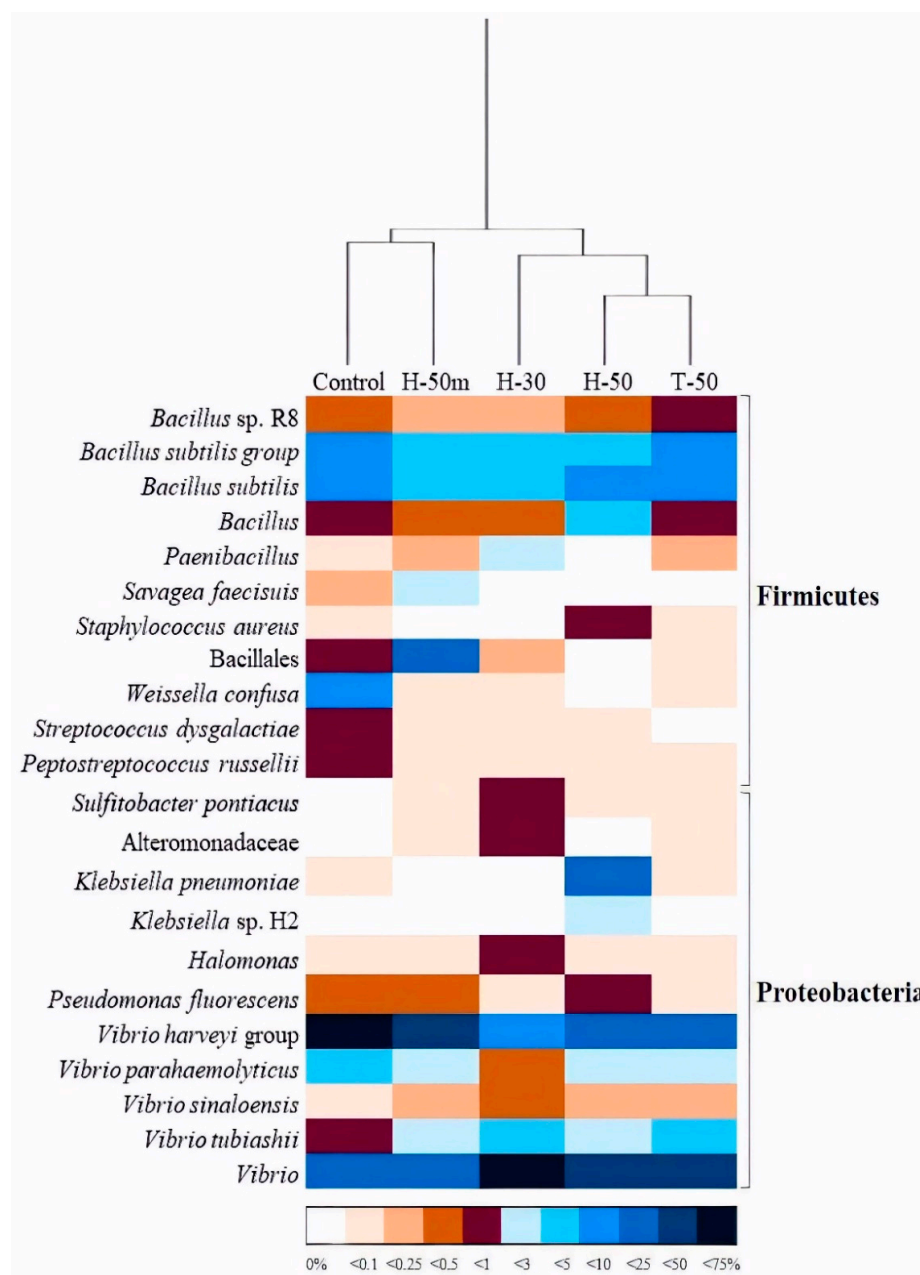 Control H-50m H-30 H-50 T-50
Bacillus sp. R8
Bacillus subtilis group
Bacillus subtilis
Bacillus
Paenibacillus
Savagea faecisuis
Firmicutes
Staphylococcus aureus
Bacillales
Weissella confusa
Streptococcus dysgalactiae
Peptostreptococcus russellii
Sulfitobacter pontiacus
Alteromonadaceae
Klebsiella pneumoniae
Klebsiella sp. H2
Halomonas
Pseudomonas fluorescens
Proteobacteria
Vibrio harveyi group
Vibrio parahaemolyticus
Vibrio sinaloensis
Vibrio tubiashii
Vibrio
0% <0.1 <0.25 <0.5 <1 <3 <5 <10 <25 <50 <75%